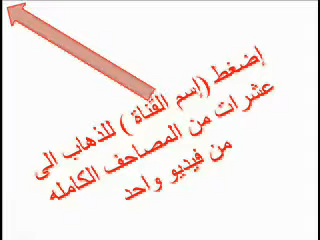 إضغط (إسم القناة ) للذهاب الى
عشرات من المصاحف الكامله
من فيديو واحد